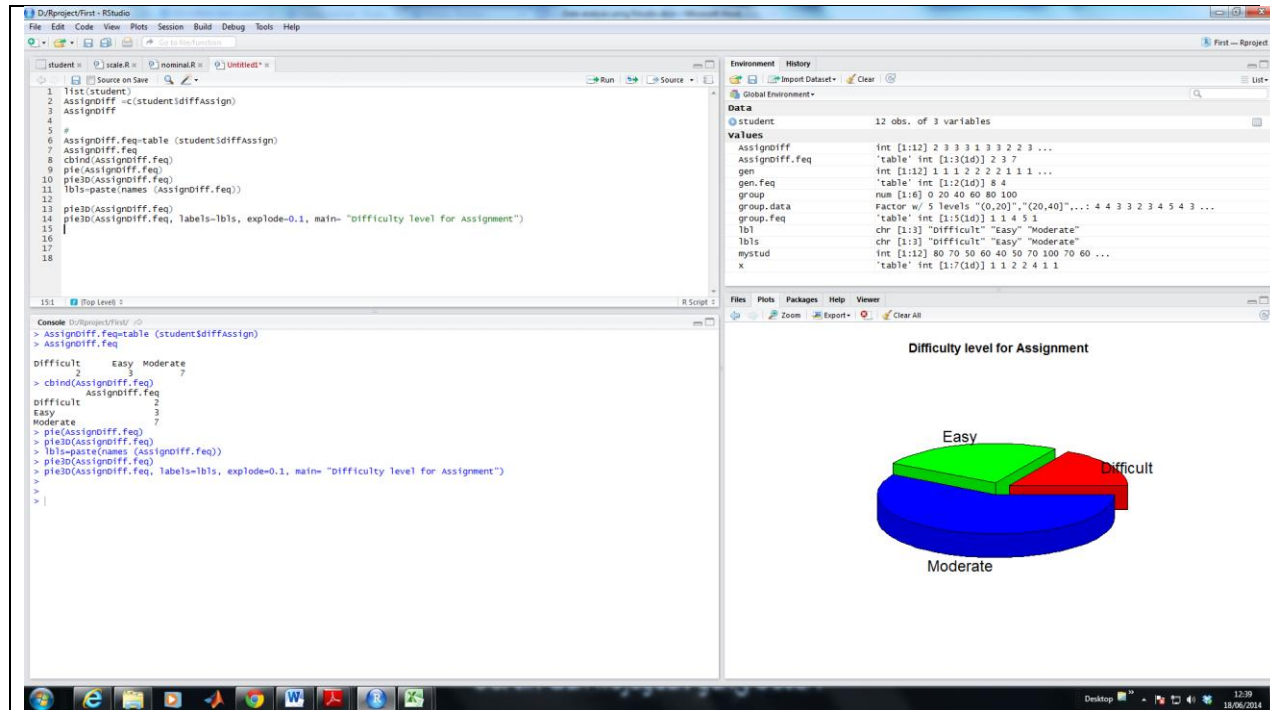 D:/Rproject/First - RStudio
File Edit Code View Plots Session Build Debug Tools Help
Go to file/function
First — Rproject
student × scale.R × nominal.R × Untitled1* ×
Source on Save Run Source
1 list(student)
2 AssignDiff =c(student$diffAssign)
3 AssignDiff
4
5 #
6 AssignDiff.feq=table (student$diffAssign)
7 AssignDiff.feq
8 cbind(AssignDiff.feq)
9 pie(AssignDiff.feq)
10 pie3D(AssignDiff.feq)
11 lbls=paste(names (AssignDiff.feq))
12
13 pie3D(AssignDiff.feq)
14 pie3D(AssignDiff.feq, labels=lbls, explode=0.1, main= "Difficulty level for Assignment")
15
16
17
18
15:1 (Top Level) R Script
Console D:/Rproject/First/
> AssignDiff.feq=table (student$diffAssign)
> AssignDiff.feq
Difficult Easy Moderate
2 3 7
> cbind(AssignDiff.feq)
AssignDiff.feq
Difficult 2
Easy 3
Moderate 7
> pie(AssignDiff.feq)
> pie3D(AssignDiff.feq)
> lbls=paste(names (AssignDiff.feq))
> pie3D(AssignDiff.feq)
> pie3D(AssignDiff.feq, labels=lbls, explode=0.1, main= "Difficulty level for Assignment")
>
>
>
Environment History
Import Dataset Clear List
Global Environment
Data
student 12 obs. of 3 variables
Values
AssignDiff int [1:12] 2 3 3 3 1 3 3 2 2 3 ...
AssignDiff.feq 'table' int [1:3(1d)] 2 3 7
gen int [1:12] 1 1 1 2 2 2 2 1 1 1 ...
gen.feq 'table' int [1:2(1d)] 8 4
group num [1:6] 0 20 40 60 80 100
group.data Factor w/ 5 levels "(0,20]","(20,40]",..: 4 4 3 3 2 3 4 5 4 3 ...
group.feq 'table' int [1:5(1d)] 1 1 4 5 1
lbl chr [1:3] "Difficult" "Easy" "Moderate"
lbls chr [1:3] "Difficult" "Easy" "Moderate"
mystud int [1:12] 80 70 50 60 40 50 70 100 70 60 ...
x 'table' int [1:7(1d)] 1 1 2 2 4 1 1
Files Plots Packages Help Viewer
Zoom Export Clear All
Difficulty level for Assignment
Easy
Difficult
Moderate
Desktop
12:39
18/06/2014